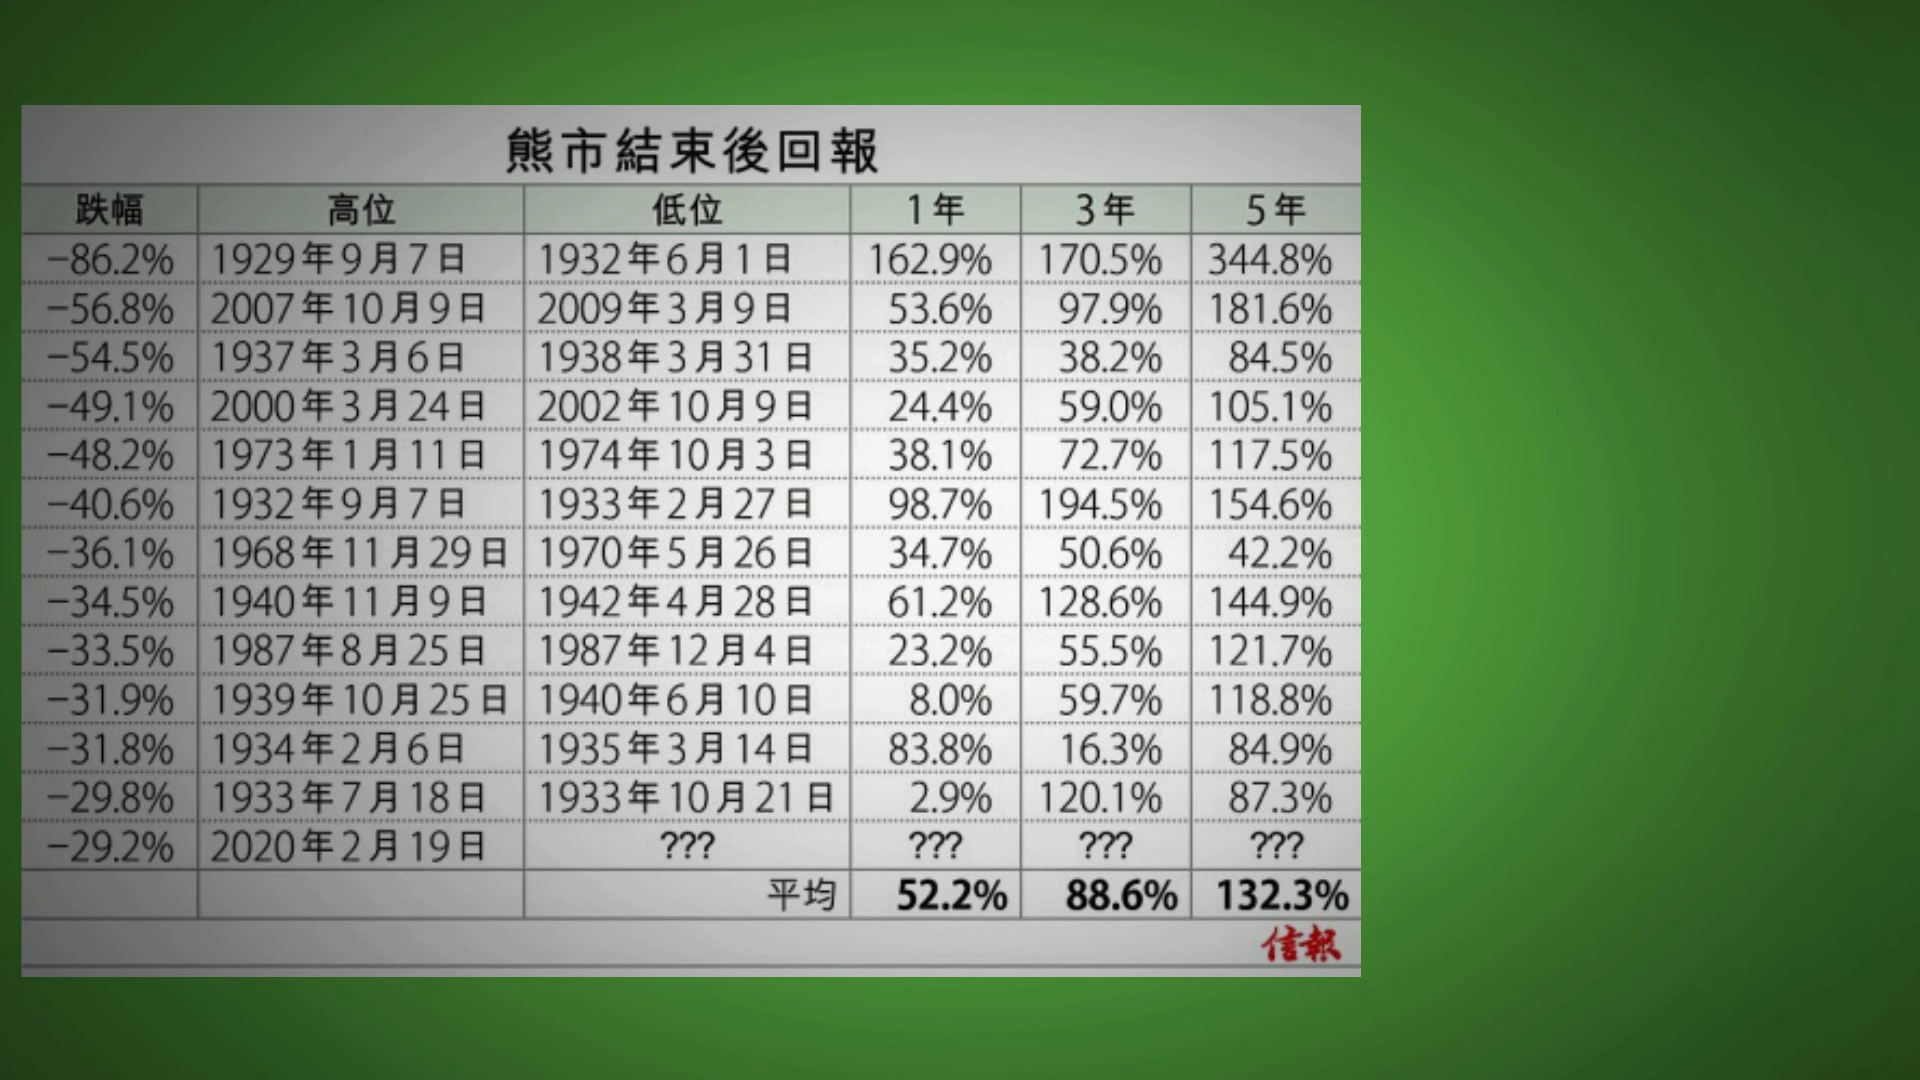 熊市結束後回報
跌幅 高位 低位 1年 3年 5年
−86.2% 1929年9月7日 1932年6月1日 162.9% 170.5% 344.8%
−56.8% 2007年10月9日 2009年3月9日 53.6% 97.9% 181.6%
−54.5% 1937年3月6日 1938年3月31日 35.2% 38.2% 84.5%
−49.1% 2000年3月24日 2002年10月9日 24.4% 59.0% 105.1%
−48.2% 1973年1月11日 1974年10月3日 38.1% 72.7% 117.5%
−40.6% 1932年9月7日 1933年2月27日 98.7% 194.5% 154.6%
−36.1% 1968年11月29日 1970年5月26日 34.7% 50.6% 42.2%
−34.5% 1940年11月9日 1942年4月28日 61.2% 128.6% 144.9%
−33.5% 1987年8月25日 1987年12月4日 23.2% 55.5% 121.7%
−31.9% 1939年10月25日 1940年6月10日 8.0% 59.7% 118.8%
−31.8% 1934年2月6日 1935年3月14日 83.8% 16.3% 84.9%
−29.8% 1933年7月18日 1933年10月21日 2.9% 120.1% 87.3%
−29.2% 2020年2月19日 ??? ??? ??? ???
平均 52.2% 88.6% 132.3%
信報